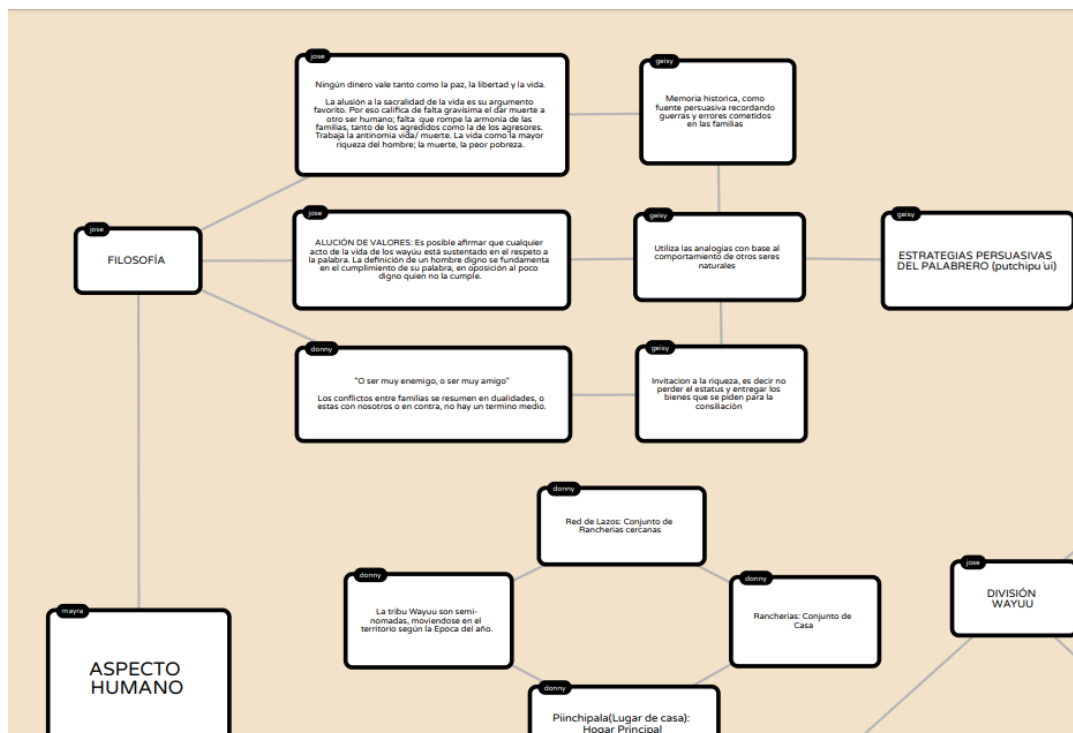 jose
Ningún dinero vale tanto como la paz, la libertad y la vida.
La alusión a la sacralidad de la vida es su argumento
favorito. Por eso califica de falta gravísima el dar muerte a
otro ser humano; falta que rompe la armonia de las
familias, tanto de los agredidos como la de los agresores.
Trabaja la antinomia vida/ muerte. La vida como la mayor
riqueza del hombre; la muerte, la peor pobreza.
geisy
Memoria historica, como
fuente persuasiva recordando
guerras y errores cometidos
en las familias
jose
FILOSOFÍA
jose
ALUCIÓN DE VALORES: Es posible afirmar que cualquier
acto de la vida de los wayúu está sustentado en el respeto a
la palabra. La definición de un hombre digno se fundamenta
en el cumplimiento de su palabra, en oposición al poco
digno quien no la cumple.
geisy
Utiliza las analogias con base al
comportamiento de otros seres
naturales
geisy
ESTRATEGIAS PERSUASIVAS
DEL PALABRERO (putchipu ui)
donny
"O ser muy enemigo, o ser muy amigo"
Los conflictos entre familias se resumen en dualidades, o
estas con nosotros o en contra, no hay un termino medio.
geisy
Invitacion a la riqueza, es decir no
perder el estatus y entregar los
bienes que se piden para la
consiliación
donny
Red de Lazos: Conjunto de
Rancherias cercanas
donny
La tribu Wayuu son semi-
nomadas, moviendose en el
territorio según la Epoca del año.
donny
Rancherias: Conjunto de
Casa
jose
DIVISIÓN
WAYUU
mayra
ASPECTO
HUMANO
donny
Piinchipala(Lugar de casa):
Hogar Principal